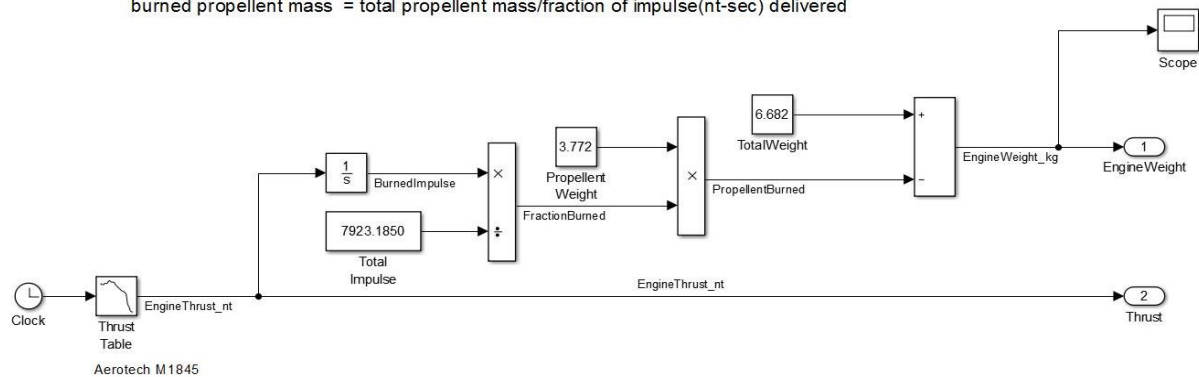 burned propellent mass = total propellent mass/fraction of impulse(nt-sec) delivered
Scope
6.682
TotalWeight
+
−
EngineWeight_kg
1
EngineWeight
3.772
Propellent
Weight
×
PropellentBurned
1
s
BurnedImpulse
×
÷
FractionBurned
7923.1850
Total
Impulse
Clock
Thrust
Table
EngineThrust_nt
EngineThrust_nt
2
Thrust
Aerotech M1845